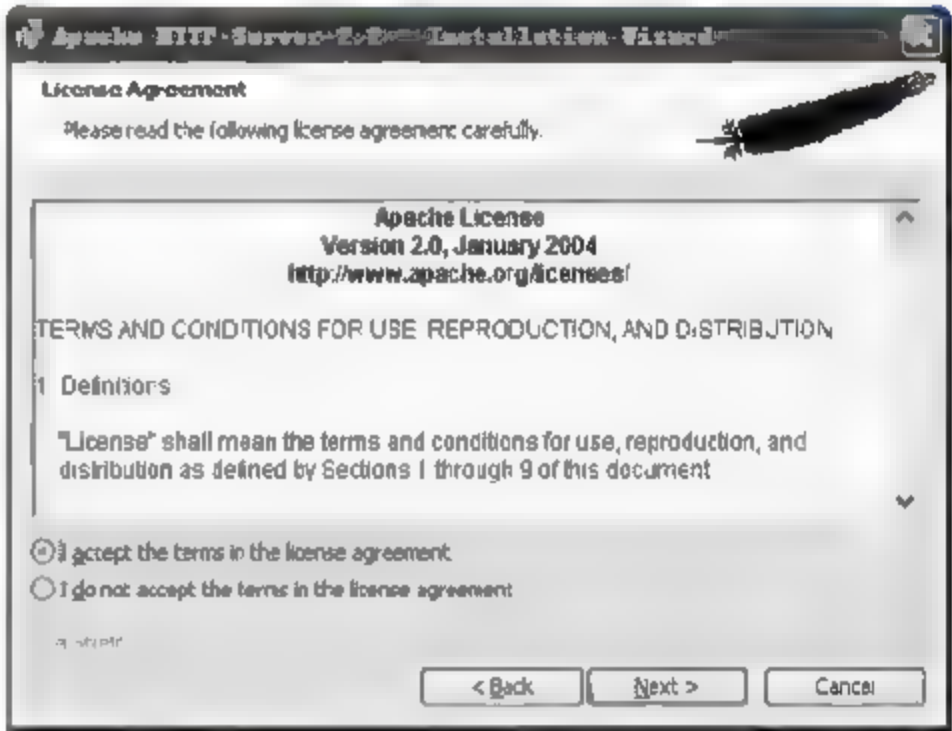 Apache HTTP Server Installation Wizard
License Agreement
Please read the following license agreement carefully.
Apache License
Version 2.0, January 2004
http://www.apache.org/licenses/
TERMS AND CONDITIONS FOR USE, REPRODUCTION, AND DISTRIBUTION
1. Definitions
"License" shall mean the terms and conditions for use, reproduction, and
distribution as defined by Sections 1 through 9 of this document
I accept the terms in the license agreement
I do not accept the terms in the license agreement
< Back
Next >
Cancel